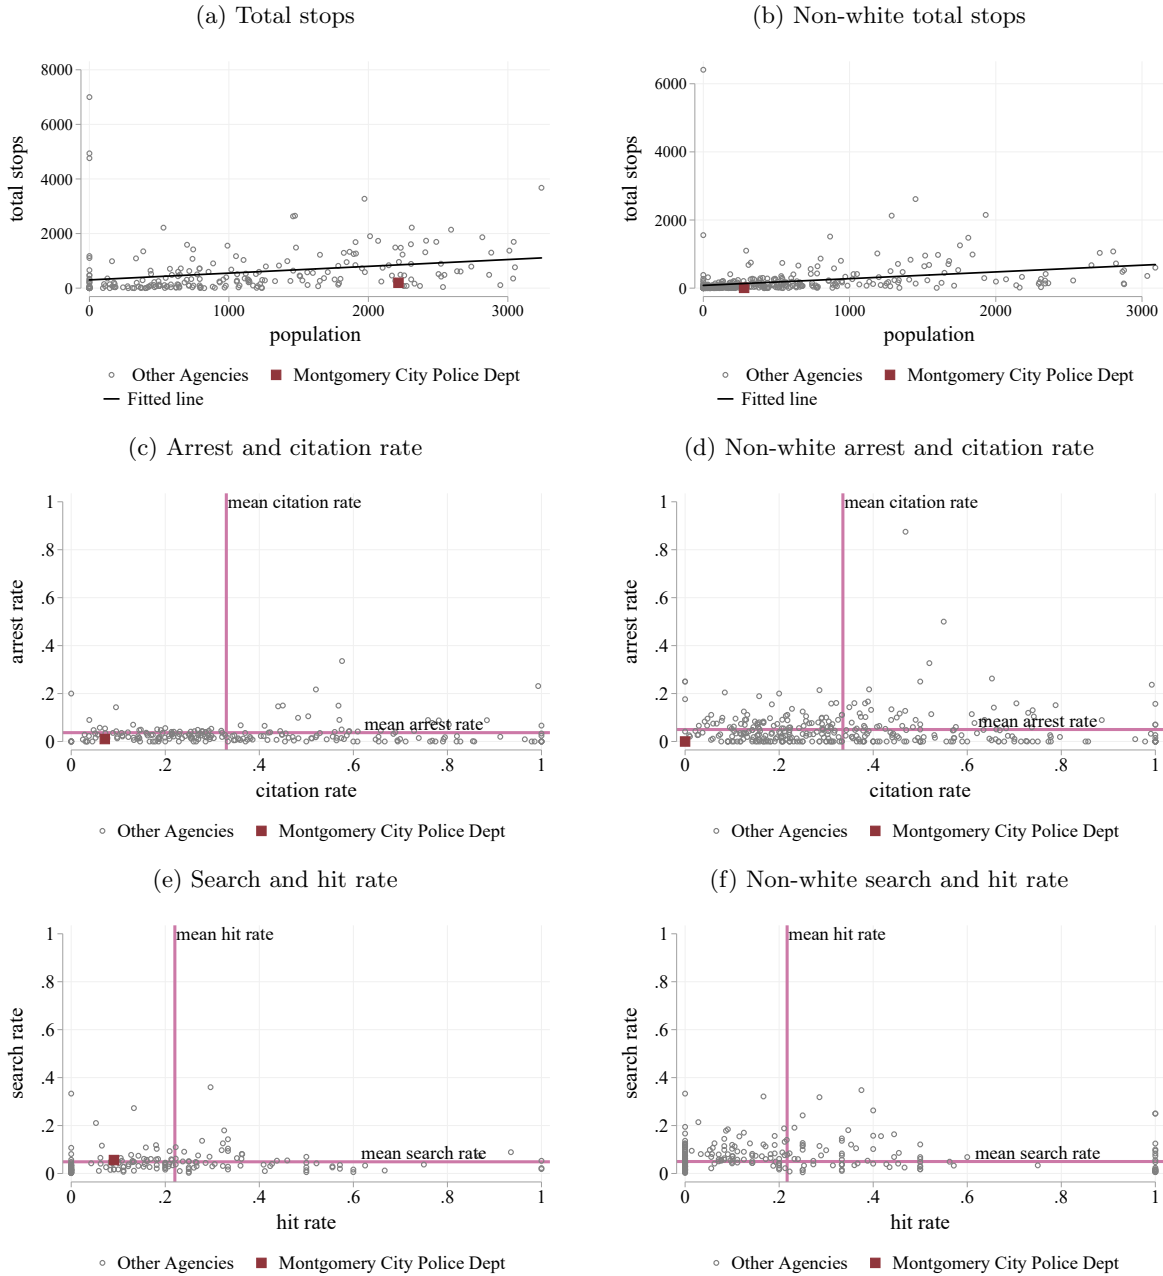 (a) Total stops
(b) Non-white total stops
8000
6000
4000
2000
0
total stops
0 1000 2000 3000
population
Other Agencies Montgomery City Police Dept
Fitted line
6000
4000
2000
0
total stops
0 1000 2000 3000
population
Other Agencies Montgomery City Police Dept
Fitted line
(c) Arrest and citation rate
(d) Non-white arrest and citation rate
1
.8
.6
.4
.2
0
arrest rate
mean citation rate
mean arrest rate
0 .2 .4 .6 .8 1
citation rate
Other Agencies Montgomery City Police Dept
1
.8
.6
.4
.2
0
arrest rate
mean citation rate
mean arrest rate
0 .2 .4 .6 .8 1
citation rate
Other Agencies Montgomery City Police Dept
(e) Search and hit rate
(f) Non-white search and hit rate
1
.8
.6
.4
.2
0
search rate
mean hit rate
mean search rate
0 .2 .4 .6 .8 1
hit rate
Other Agencies Montgomery City Police Dept
1
.8
.6
.4
.2
0
search rate
mean hit rate
mean search rate
0 .2 .4 .6 .8 1
hit rate
Other Agencies Montgomery City Police Dept